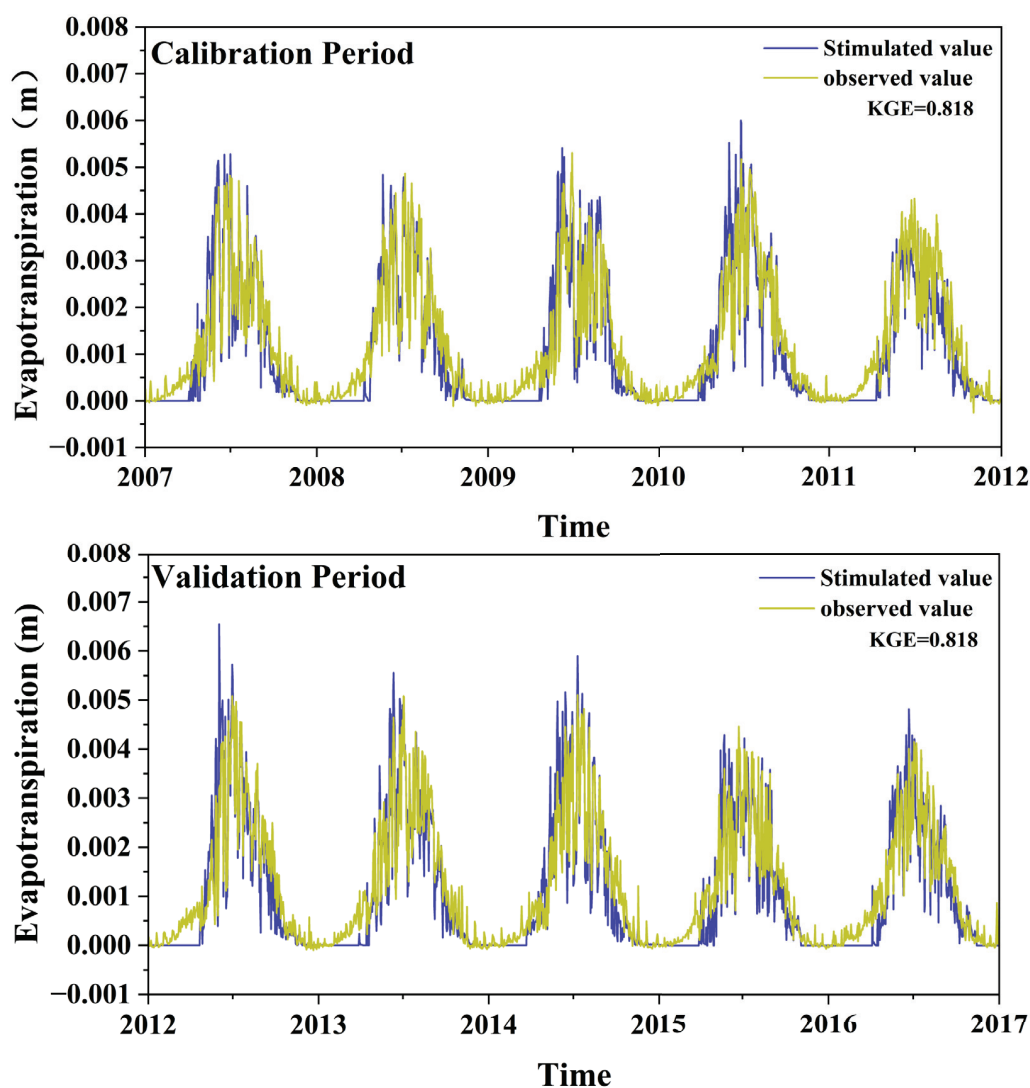 Calibration Period
Stimulated value
observed value
KGE=0.818
Evapotranspiration（m）
0.008
0.007
0.006
0.005
0.004
0.003
0.002
0.001
0.000
−0.001
2007 2008 2009 2010 2011 2012
Time
Validation Period
Stimulated value
observed value
KGE=0.818
Evapotranspiration (m)
0.008
0.007
0.006
0.005
0.004
0.003
0.002
0.001
0.000
−0.001
2012 2013 2014 2015 2016 2017
Time